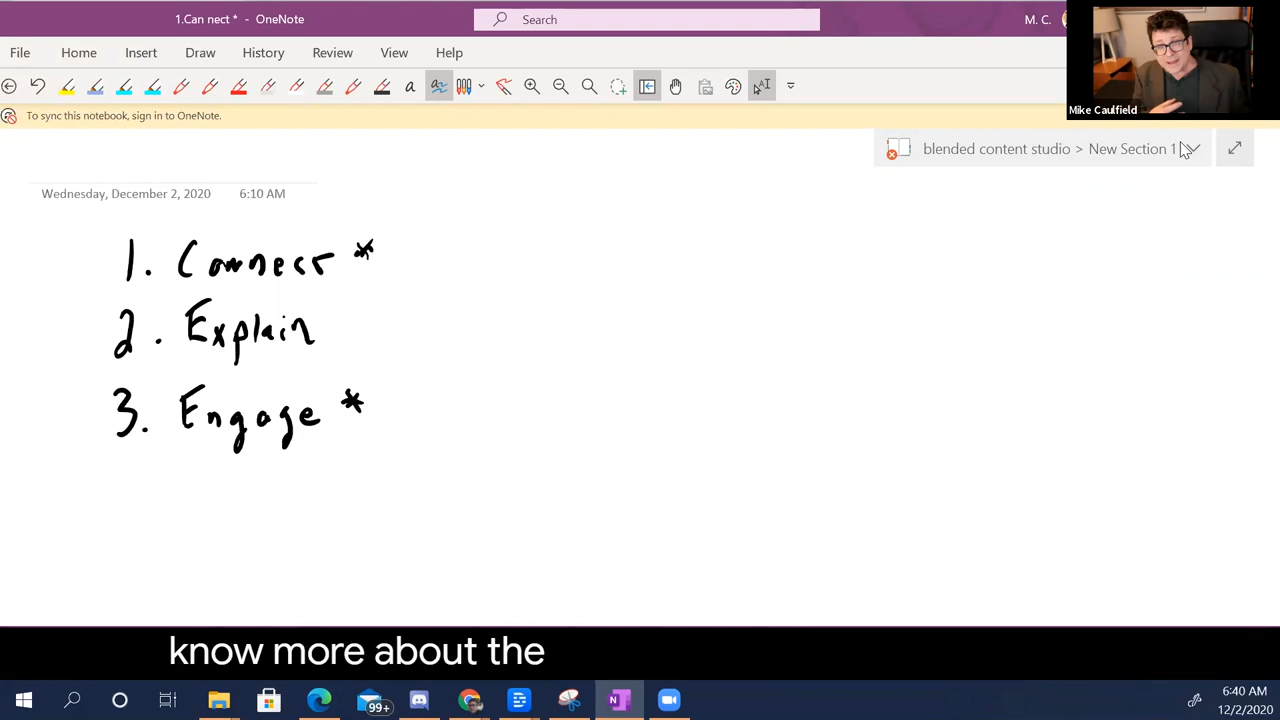 1.Can nect * - OneNote
Search
M. C.
File Home Insert Draw History Review View Help
Mike Caulfield
To sync this notebook, sign in to OneNote.
blended content studio > New Section 1
Wednesday, December 2, 2020 6:10 AM
1. Connect *
2. Explain
3. Engage *
know more about the
99+
6:40 AM
12/2/2020